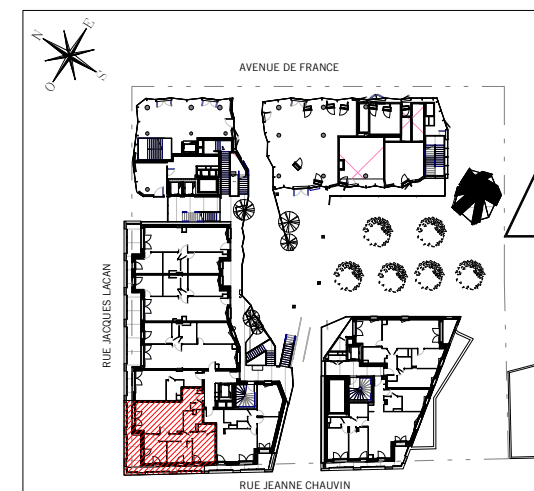 N
E
O
S
AVENUE DE FRANCE
RUE JACQUES LACAN
RUE JEANNE CHAUVIN